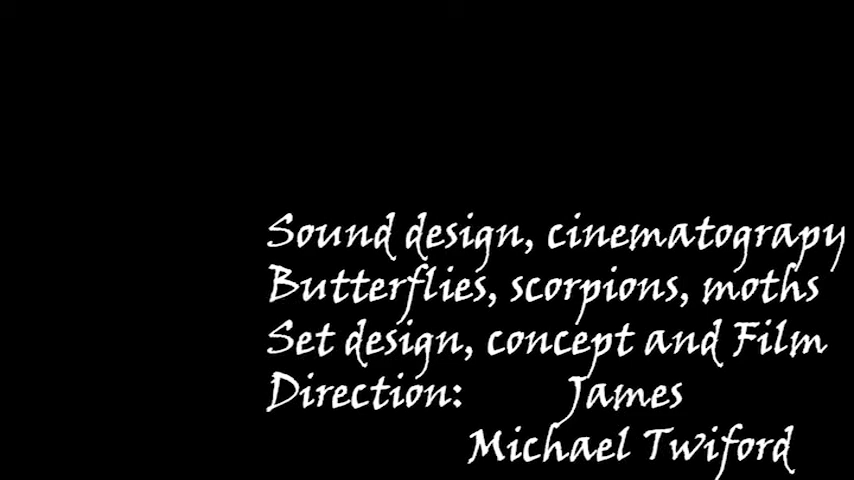 Sound design, cinematograpy
Butterflies, scorpions, moths
Set design, concept and Film
Direction: James
Michael Twiford